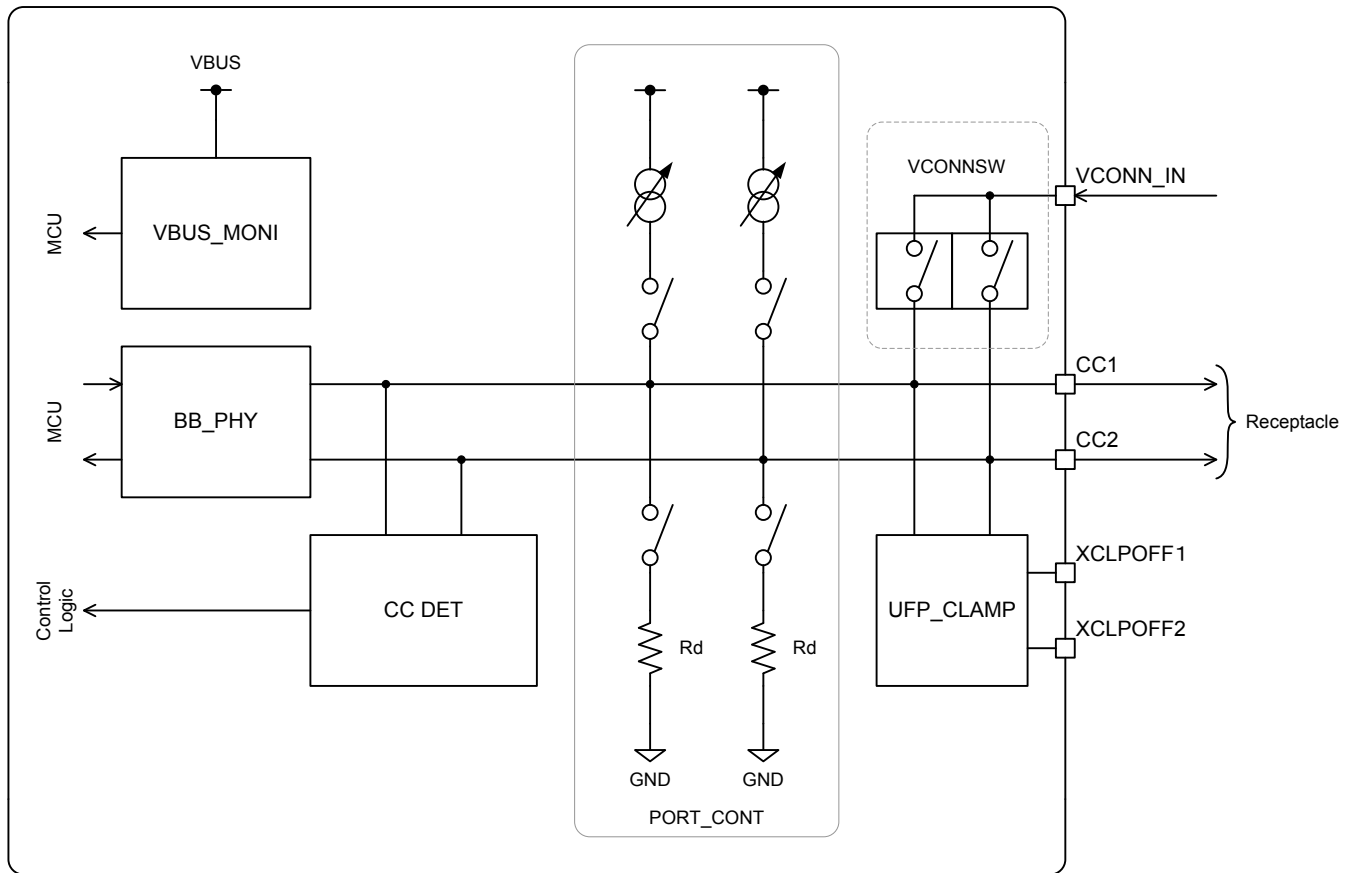 VBUS
VCONNSW
VCONN_IN
MCU
VBUS_MONI
CC1
MCU
BB_PHY
Receptacle
CC2
XCLPOFF1
Control
Logic
CC DET
UFP_CLAMP
XCLPOFF2
Rd
Rd
GND
GND
PORT_CONT